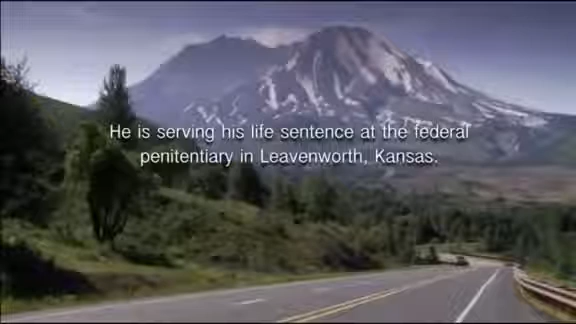 He is serving his life sentence at the federal
penitentiary in Leavenworth, Kansas.